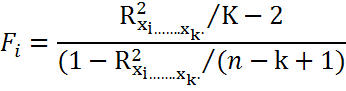 F_i = R²_{x_i.......x_k.}/K − 2
(1 − R²_{x_i.......x_k.}/(n − k + 1)